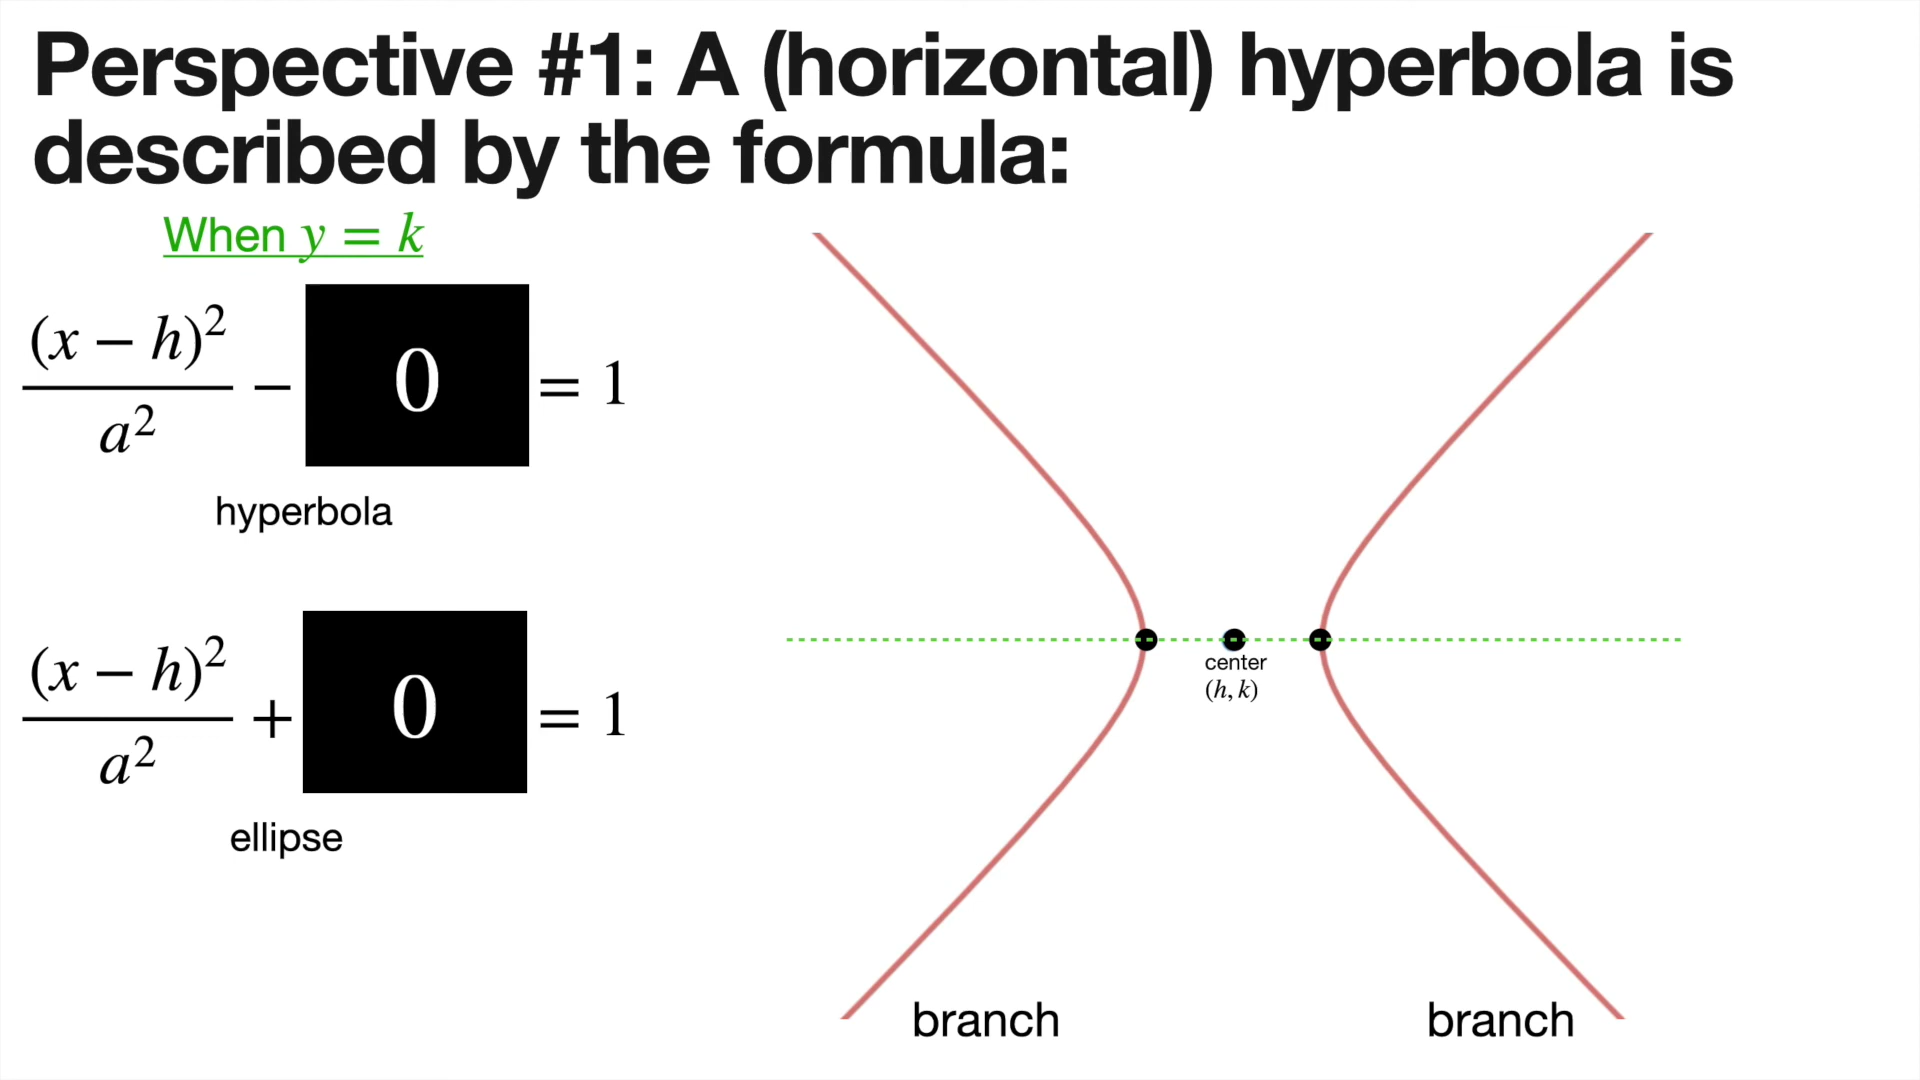 Perspective #1: A (horizontal) hyperbola is
described by the formula:
When y = k
(x − h)²/a² − 0 = 1
hyperbola
(x − h)²/a² + 0 = 1
ellipse
center
(h, k)
branch
branch